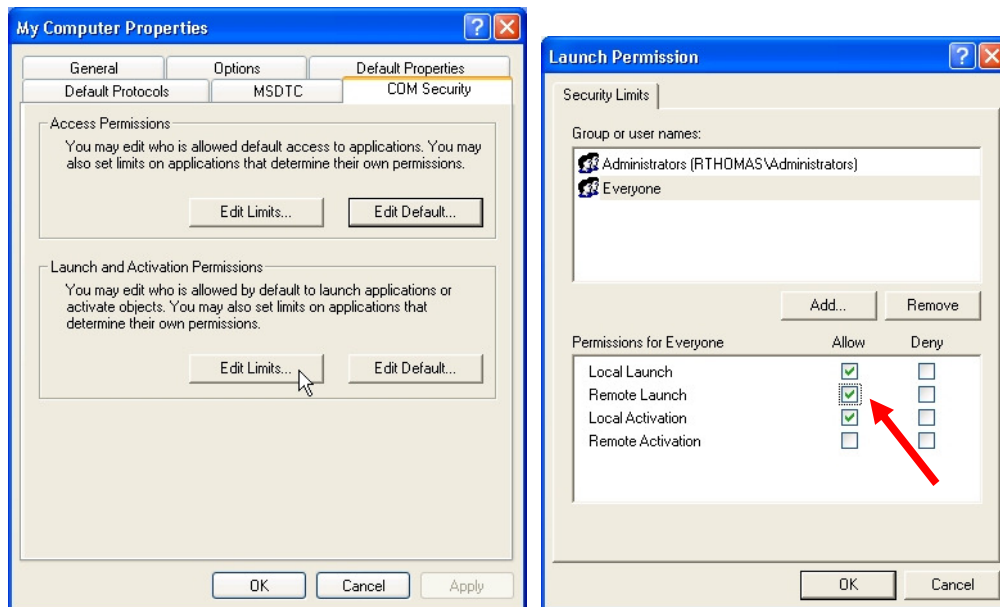 My Computer Properties
General Options Default Properties
Default Protocols MSDTC COM Security
Access Permissions
You may edit who is allowed default access to applications. You may
also set limits on applications that determine their own permissions.
Edit Limits... Edit Default...
Launch and Activation Permissions
You may edit who is allowed by default to launch applications or
activate objects. You may also set limits on applications that
determine their own permissions.
Edit Limits... Edit Default...
OK Cancel Apply
Launch Permission
Security Limits
Group or user names:
Administrators (RTHOMAS\Administrators)
Everyone
Add... Remove
Permissions for Everyone Allow Deny
Local Launch
Remote Launch
Local Activation
Remote Activation
OK Cancel